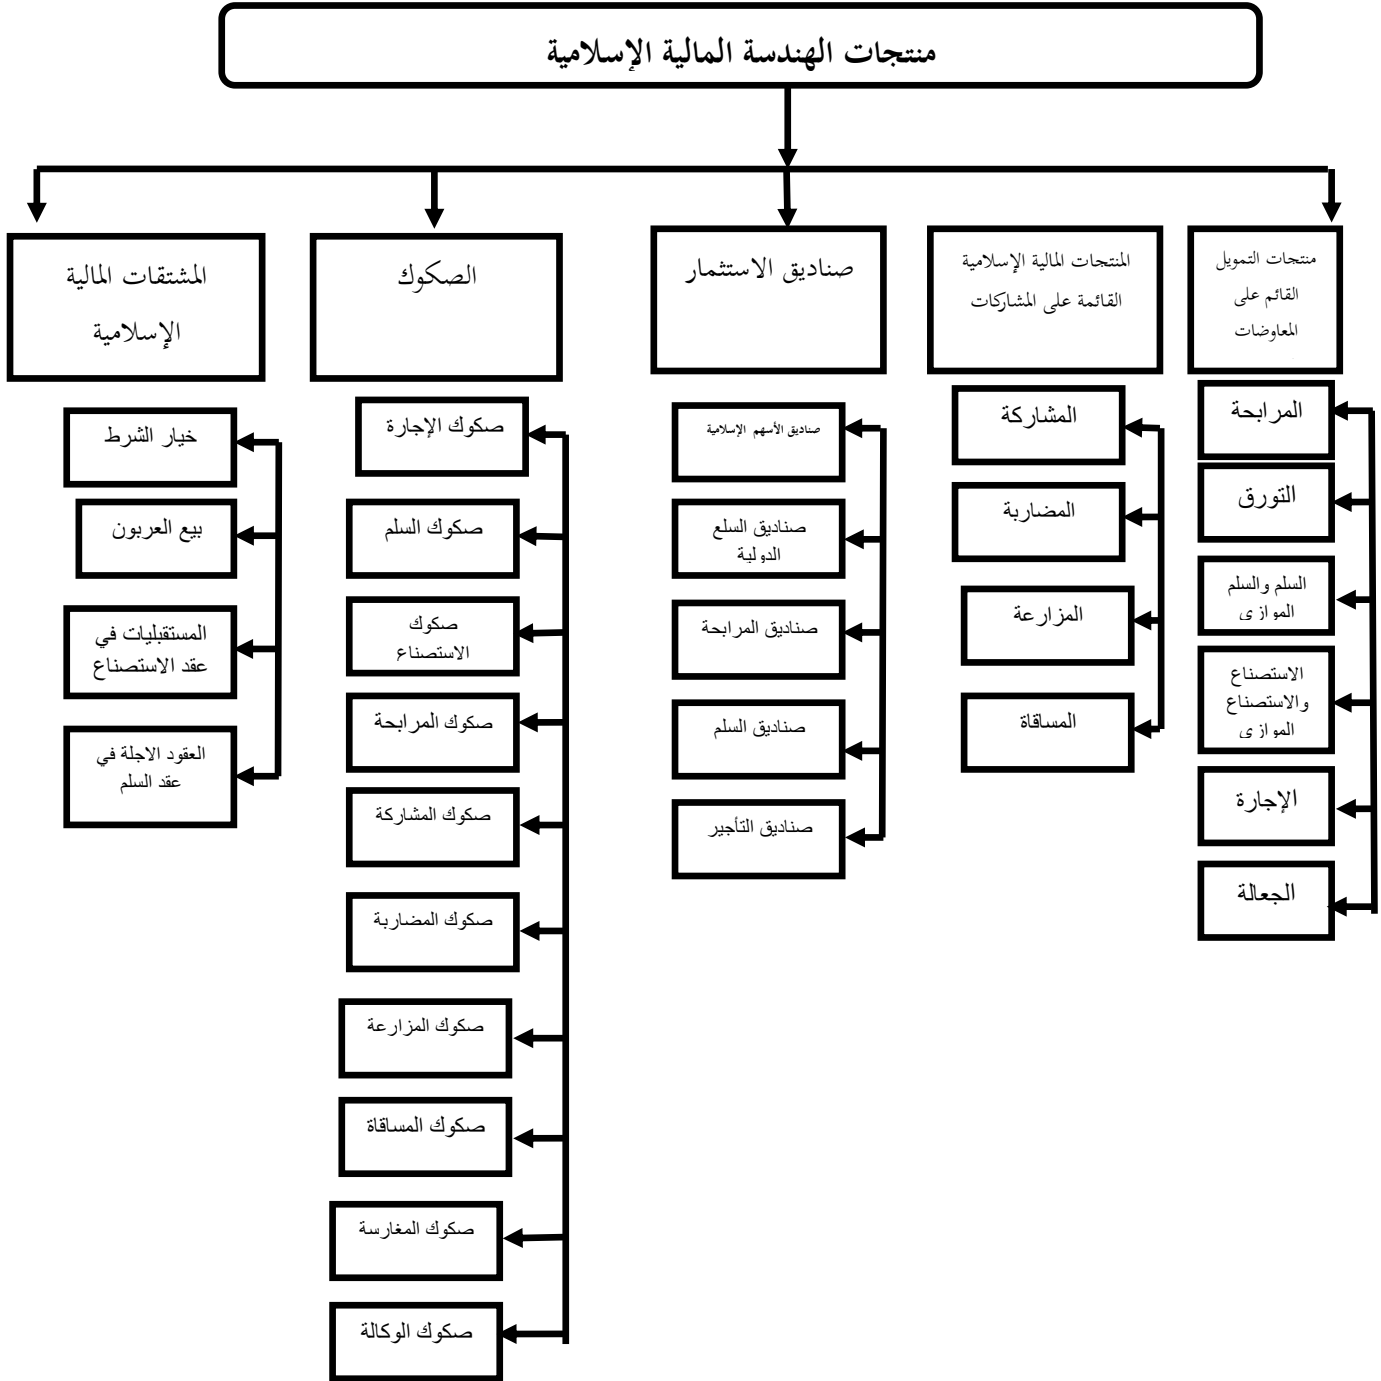 منتجات الهندسة المالية الإسلامية
منتجات التمويل
القائم على
المعاوضات
المرابحة
التورق
السلم والسلم
الموازي
الاستصناع
والاستصناع
الموازي
الإجارة
الجعالة
المنتجات المالية الإسلامية
القائمة على المشاركات
المشاركة
المضاربة
المزارعة
المساقاة
صناديق الاستثمار
صناديق الأسهم الإسلامية
صناديق السلع
الدولية
صناديق المرابحة
صناديق السلم
صناديق التأجير
الصكوك
صكوك الإجارة
صكوك السلم
صكوك
الاستصناع
صكوك المرابحة
صكوك المشاركة
صكوك المضاربة
صكوك المزارعة
صكوك المساقاة
صكوك المغارسة
صكوك الوكالة
المشتقات المالية
الإسلامية
خيار الشرط
بيع العربون
المستقبليات في
عقد الاستصناع
العقود الاجلة في
عقد السلم